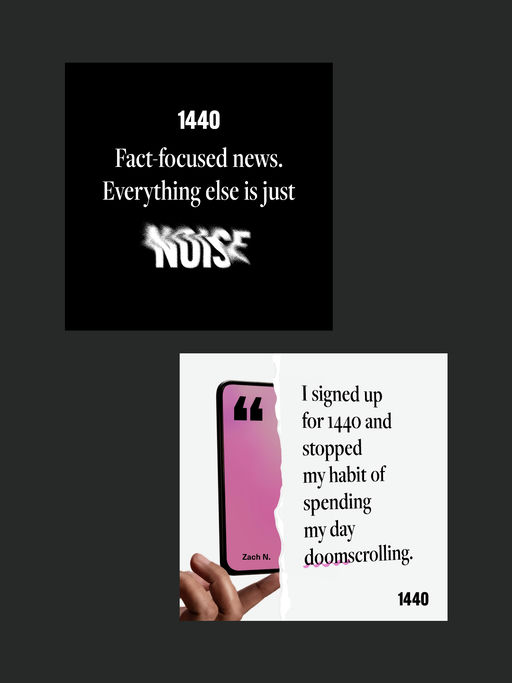 1440
Fact-focused news.
Everything else is just
NOISE
“
Zach N.
I signed up
for 1440 and
stopped
my habit of
spending
my day
doomscrolling.
1440